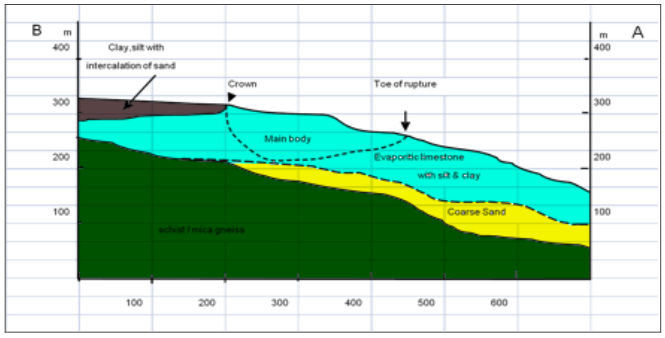 B m m A
400 400
Clay,silt with
intercalation of sand
Crown
Toe of rupture
300 300
Main body
Evaporitic limestone
200 200
with silt & clay
100 100
Coarse Sand
schist / mica gneiss
100 200 300 400 500 600